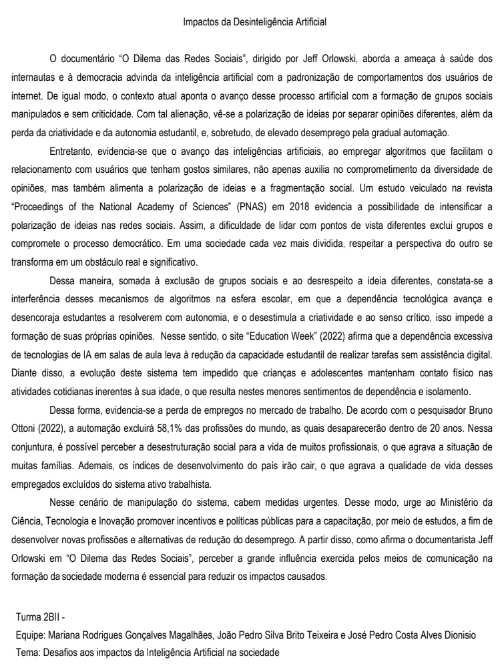 Impactos da Desinteligência Artificial
O documentário “O Dilema das Redes Sociais”, dirigido por Jeff Orlowski, aborda a ameaça à saúde dos
internautas e à democracia advinda da inteligência artificial com a padronização de comportamentos dos usuários de
internet. De igual modo, o contexto atual aponta o avanço desse processo artificial com a formação de grupos sociais
manipulados e sem criticidade. Com tal alienação, vê-se a polarização de ideias por separar opiniões diferentes, além da
perda da criatividade e da autonomia estudantil, e, sobretudo, de elevado desemprego pela gradual automação.
Entretanto, evidencia-se que o avanço das inteligências artificiais, ao empregar algoritmos que facilitam o
relacionamento com usuários que tenham gostos similares, não apenas auxilia no comprometimento da diversidade de
opiniões, mas também alimenta a polarização de ideias e a fragmentação social. Um estudo veiculado na revista
“Proceedings of the National Academy of Sciences” (PNAS) em 2018 evidencia a possibilidade de intensificar a
polarização de ideias nas redes sociais. Assim, a dificuldade de lidar com pontos de vista diferentes exclui grupos e
compromete o processo democrático. Em uma sociedade cada vez mais dividida, respeitar a perspectiva do outro se
transforma em um obstáculo real e significativo.
Dessa maneira, somada à exclusão de grupos sociais e ao desrespeito a ideia diferentes, constata-se a
interferência desses mecanismos de algoritmos na esfera escolar, em que a dependência tecnológica avança e
desencoraja estudantes a resolverem com autonomia, e o desestimula a criatividade e ao senso crítico, isso impede a
formação de suas próprias opiniões. Nesse sentido, o site “Education Week” (2022) afirma que a dependência excessiva
de tecnologias de IA em salas de aula leva à redução da capacidade estudantil de realizar tarefas sem assistência digital.
Diante disso, a evolução deste sistema tem impedido que crianças e adolescentes mantenham contato físico nas
atividades cotidianas inerentes à sua idade, o que resulta nestes menores sentimentos de dependência e isolamento.
Dessa forma, evidencia-se a perda de empregos no mercado de trabalho. De acordo com o pesquisador Bruno
Ottoni (2022), a automação excluirá 58,1% das profissões do mundo, as quais desaparecerão dentro de 20 anos. Nessa
conjuntura, é possível perceber a desestruturação social para a vida de muitos profissionais, o que agrava a situação de
muitas famílias. Ademais, os índices de desenvolvimento do país irão cair, o que agrava a qualidade de vida desses
empregados excluídos do sistema ativo trabalhista.
Nesse cenário de manipulação do sistema, cabem medidas urgentes. Desse modo, urge ao Ministério da
Ciência, Tecnologia e Inovação promover incentivos e políticas públicas para a capacitação, por meio de estudos, a fim de
desenvolver novas profissões e alternativas de redução do desemprego. A partir disso, como afirma o documentarista Jeff
Orlowski em “O Dilema das Redes Sociais”, perceber a grande influência exercida pelos meios de comunicação na
formação da sociedade moderna é essencial para reduzir os impactos causados.
Turma 2BII -
Equipe: Mariana Rodrigues Gonçalves Magalhães, João Pedro Silva Brito Teixeira e José Pedro Costa Alves Dionisio
Tema: Desafios aos impactos da Inteligência Artificial na sociedade